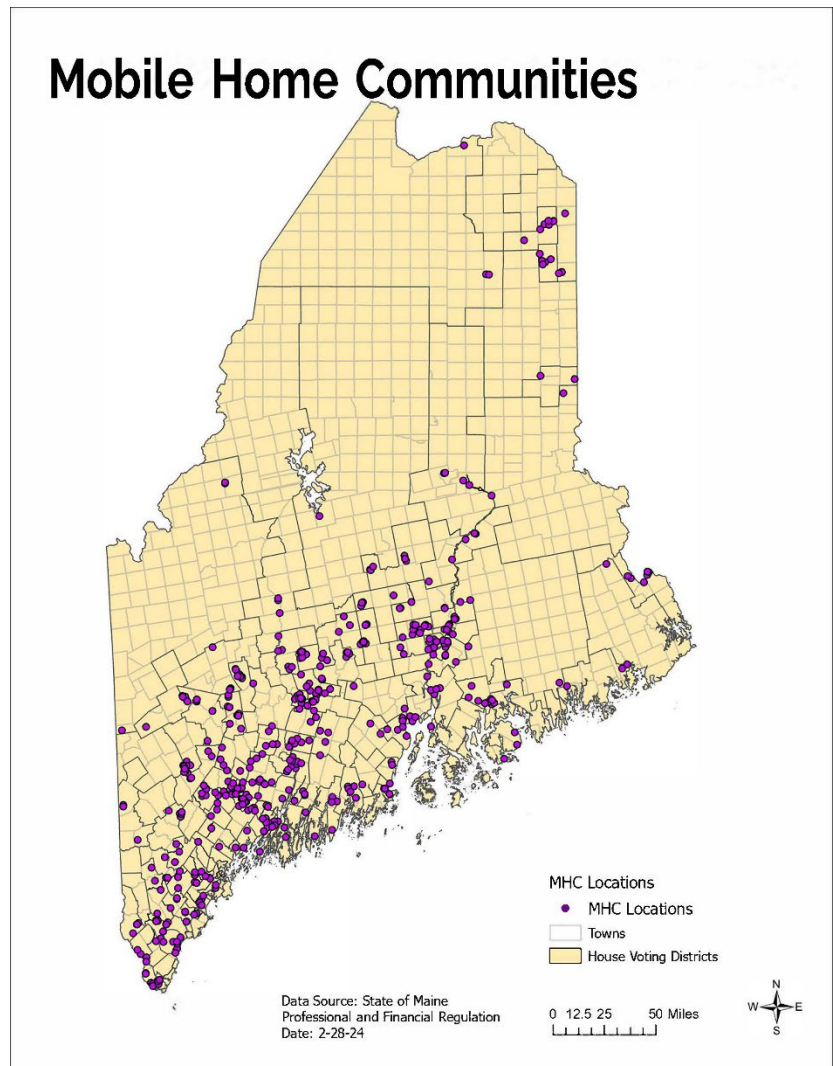 Mobile Home Communities
MHC Locations
MHC Locations
Towns
House Voting Districts
Data Source: State of Maine
Professional and Financial Regulation
Date: 2-28-24
0 12.5 25 50 Miles
N
W E
S